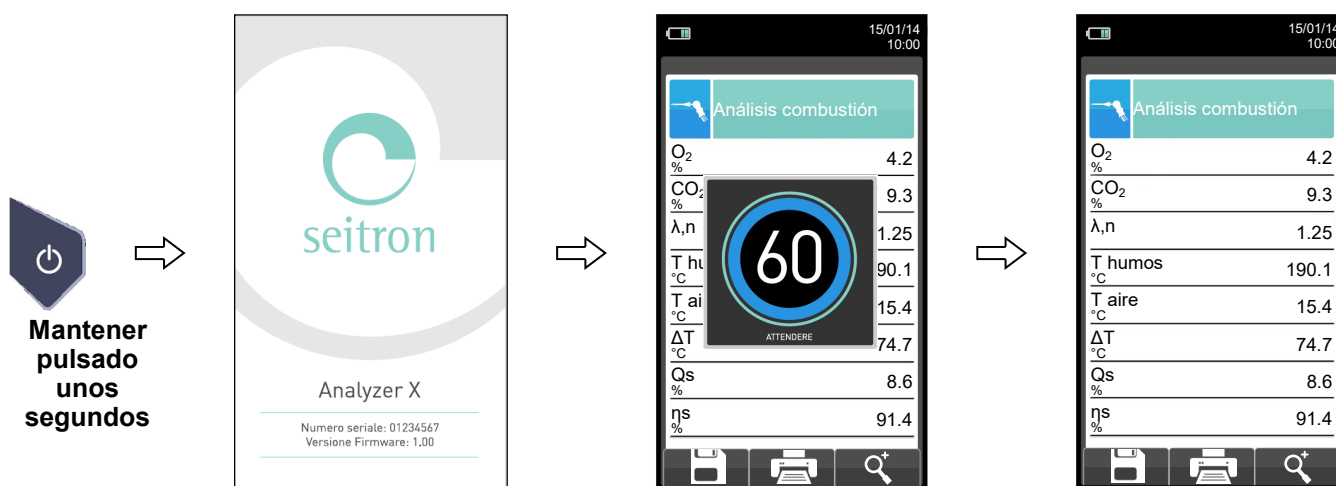 Mantener
pulsado
unos
segundos
seitron
Analyzer X
Numero seriale: 01234567
Versione Firmware: 1.00
15/01/14
10:00
Análisis combustión
O₂ 4.2
%
CO₂ 9.3
%
λ,n 1.25
T hu 90.1
°C
T ai 15.4
°C
ΔT 74.7
°C
Qs 8.6
%
ηs 91.4
%
60
ATTENDERE
15/01/14
10:00
Análisis combustión
O₂ 4.2
%
CO₂ 9.3
%
λ,n 1.25
T humos 190.1
°C
T aire 15.4
°C
ΔT 74.7
°C
Qs 8.6
%
ηs 91.4
%